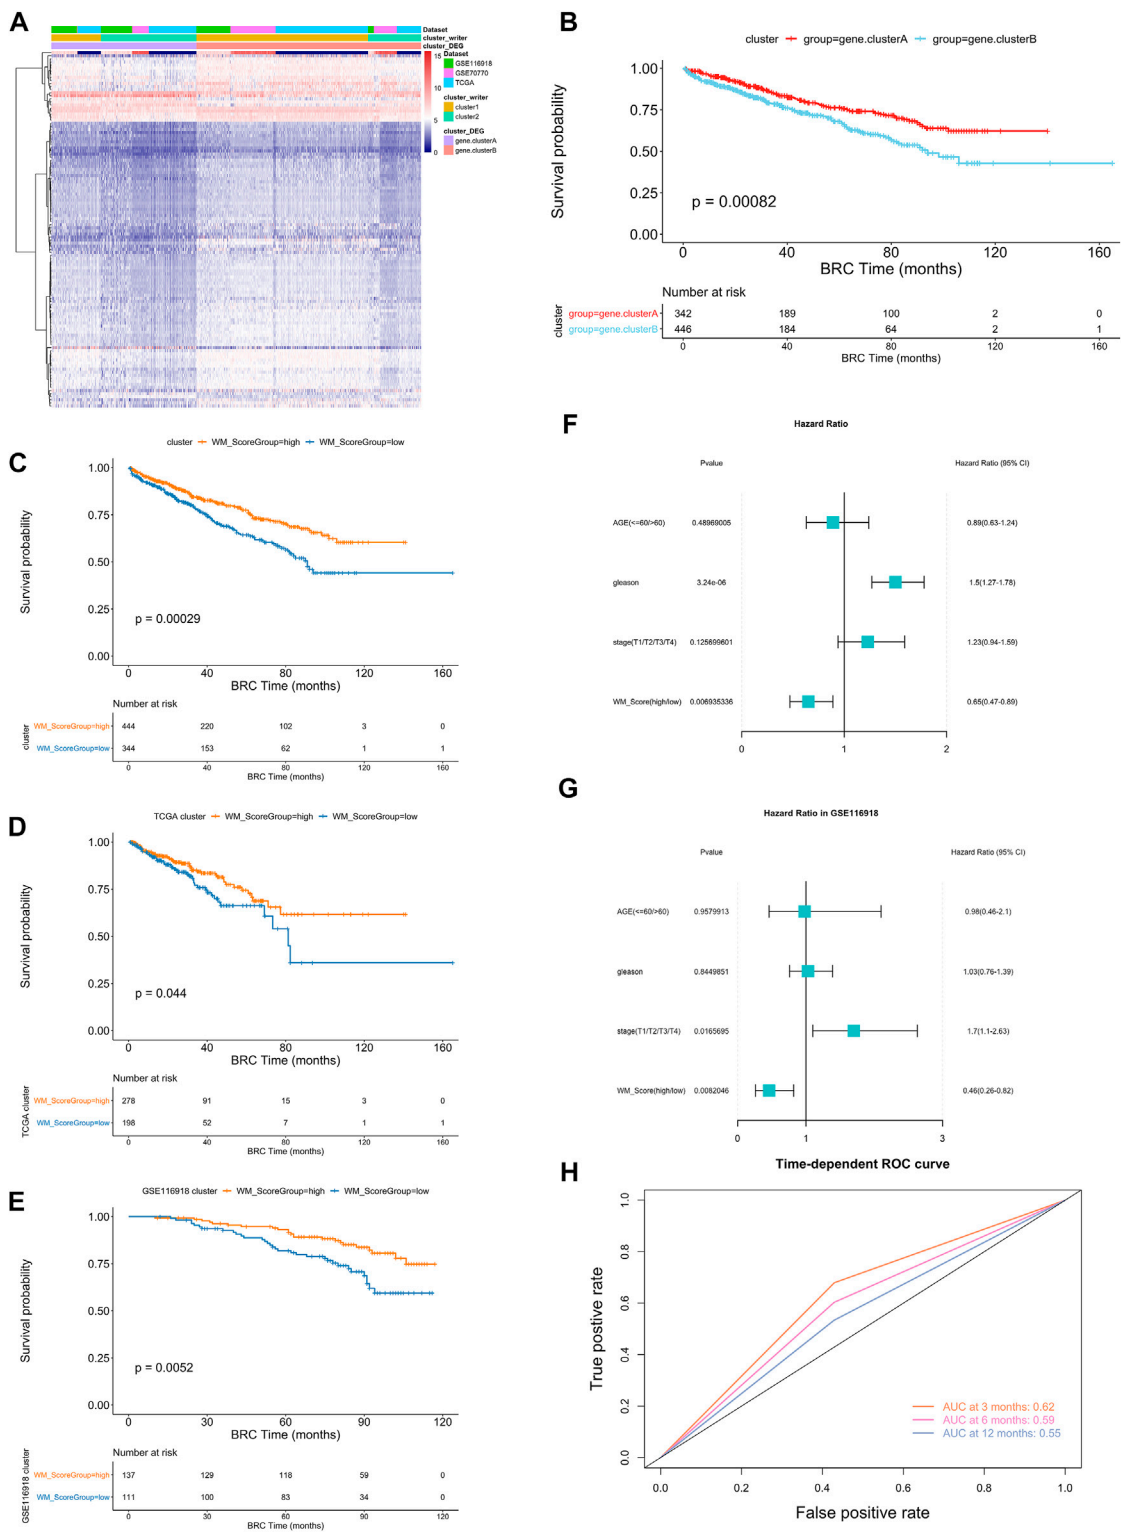 A
Dataset
cluster_writer
cluster_DEG
15
10
5
0
Dataset
GSE116918
GSE70770
TCGA
cluster_writer
cluster1
cluster2
cluster_DEG
gene.clusterA
gene.clusterB
B
cluster group=gene.clusterA group=gene.clusterB
Survival probability
1.00
0.75
0.50
0.25
0.00
p = 0.00082
0 40 80 120 160
BRC Time (months)
Number at risk
cluster
group=gene.clusterA 342 189 100 2 0
group=gene.clusterB 446 184 64 2 1
0 40 80 120 160
BRC Time (months)
C
cluster WM_ScoreGroup=high WM_ScoreGroup=low
Survival probability
1.00
0.75
0.50
0.25
0.00
p = 0.00029
0 40 80 120 160
BRC Time (months)
Number at risk
cluster
WM_ScoreGroup=high 444 220 102 3 0
WM_ScoreGroup=low 344 153 62 1 1
0 40 80 120 160
BRC Time (months)
D
TCGA cluster WM_ScoreGroup=high WM_ScoreGroup=low
Survival probability
1.00
0.75
0.50
0.25
0.00
p = 0.044
0 40 80 120 160
BRC Time (months)
Number at risk
TCGA cluster
WM_ScoreGroup=high 278 91 15 3 0
WM_ScoreGroup=low 198 52 7 1 1
0 40 80 120 160
BRC Time (months)
E
GSE116918 cluster WM_ScoreGroup=high WM_ScoreGroup=low
Survival probability
1.00
0.75
0.50
0.25
0.00
p = 0.0052
0 30 60 90 120
BRC Time (months)
Number at risk
GSE116918 cluster
WM_ScoreGroup=high 137 129 118 59 0
WM_ScoreGroup=low 111 100 83 34 0
0 30 60 90 120
BRC Time (months)
F
Hazard Ratio
Pvalue Hazard Ratio (95% CI)
AGE(<=60/>60) 0.48969005 0.89(0.63-1.24)
gleason 3.24e-06 1.5(1.27-1.78)
stage(T1/T2/T3/T4) 0.125699601 1.23(0.94-1.59)
WM_Score(high/low) 0.006935336 0.65(0.47-0.89)
0 1 2
G
Hazard Ratio in GSE116918
Pvalue Hazard Ratio (95% CI)
AGE(<=60/>60) 0.9579913 0.98(0.46-2.1)
gleason 0.8449851 1.03(0.76-1.39)
stage(T1/T2/T3/T4) 0.0165695 1.7(1.1-2.63)
WM_Score(high/low) 0.0082046 0.46(0.26-0.82)
0 1 3
H
Time-dependent ROC curve
True postive rate
1.0
0.8
0.6
0.4
0.2
0.0
AUC at 3 months: 0.62
AUC at 6 months: 0.59
AUC at 12 months: 0.55
0.0 0.2 0.4 0.6 0.8 1.0
False positive rate